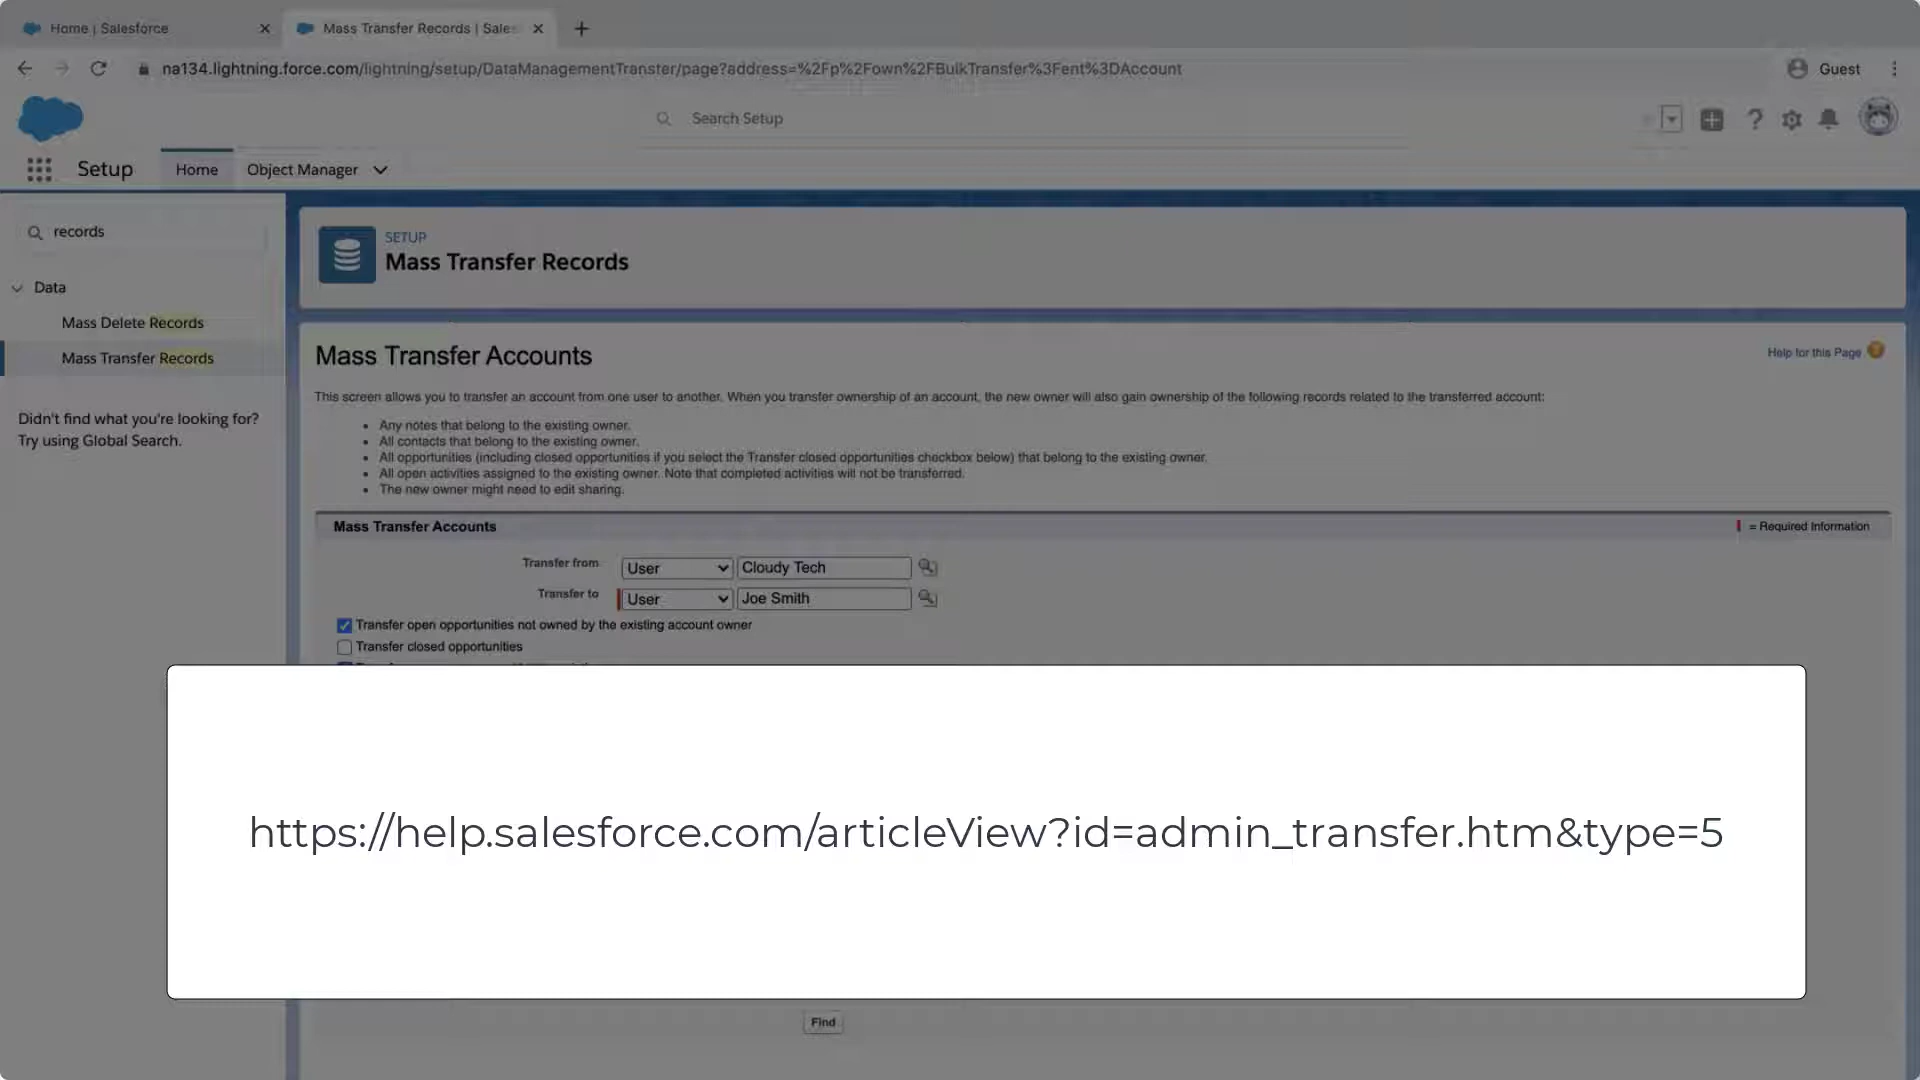 Home | Salesforce
Mass Transfer Records | Sales
na134.lightning.force.com/lightning/setup/DataManagementTransfer/page?address=%2Fp%2Fown%2FBulkTransfer%3Fent%3DAccount
Guest
Search Setup
Setup
Home
Object Manager
records
Data
Mass Delete Records
Mass Transfer Records
Didn't find what you're looking for?
Try using Global Search.
SETUP
Mass Transfer Records
Mass Transfer Accounts
Help for this Page
This screen allows you to transfer an account from one user to another. When you transfer ownership of an account, the new owner will also gain ownership of the following records related to the transferred account:
Any notes that belong to the existing owner.
All contacts that belong to the existing owner.
All opportunities (including closed opportunities if you select the Transfer closed opportunities checkbox below) that belong to the existing owner.
All open activities assigned to the existing owner. Note that completed activities will not be transferred.
The new owner might need to edit sharing.
Mass Transfer Accounts
= Required Information
Transfer from User Cloudy Tech
Transfer to User Joe Smith
Transfer open opportunities not owned by the existing account owner
Transfer closed opportunities
https://help.salesforce.com/articleView?id=admin_transfer.htm&type=5
Find